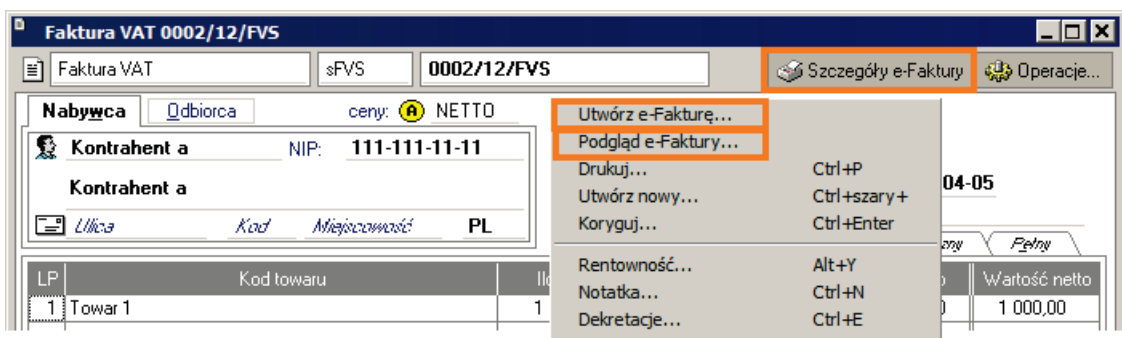 Faktura VAT 0002/12/FVS
Faktura VAT sFVS 0002/12/FVS Szczegóły e-Faktury Operacje...
Nabywca Odbiorca ceny: A NETTO
Kontrahent a NIP: 111-111-11-11
Kontrahent a
Ulica Kod Miejscowość PL
Utwórz e-Fakturę...
Podgląd e-Faktury...
Drukuj... Ctrl+P
Utwórz nowy... Ctrl+szary+
Koryguj... Ctrl+Enter
Rentowność... Alt+Y
Notatka... Ctrl+N
Dekretacje... Ctrl+E
04-05
Pełny
LP Kod towaru Wartość netto
1 Towar 1 1 1 000,00